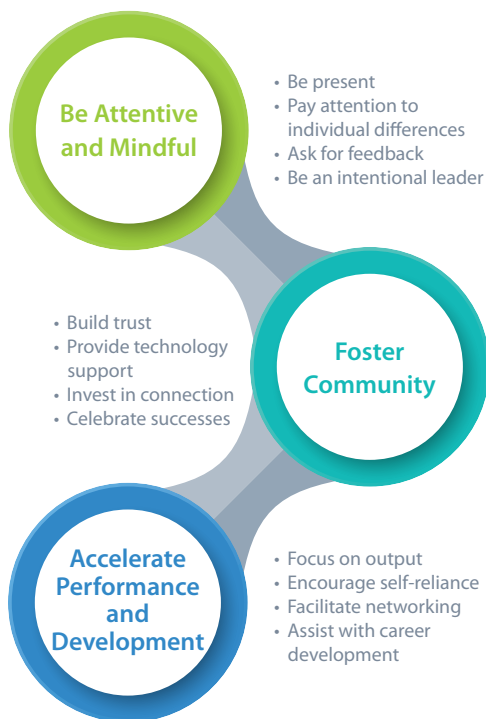 Be Attentive
and Mindful
• Be present
• Pay attention to
individual differences
• Ask for feedback
• Be an intentional leader
Foster
Community
• Build trust
• Provide technology
support
• Invest in connection
• Celebrate successes
Accelerate
Performance
and
Development
• Focus on output
• Encourage self-reliance
• Facilitate networking
• Assist with career
development